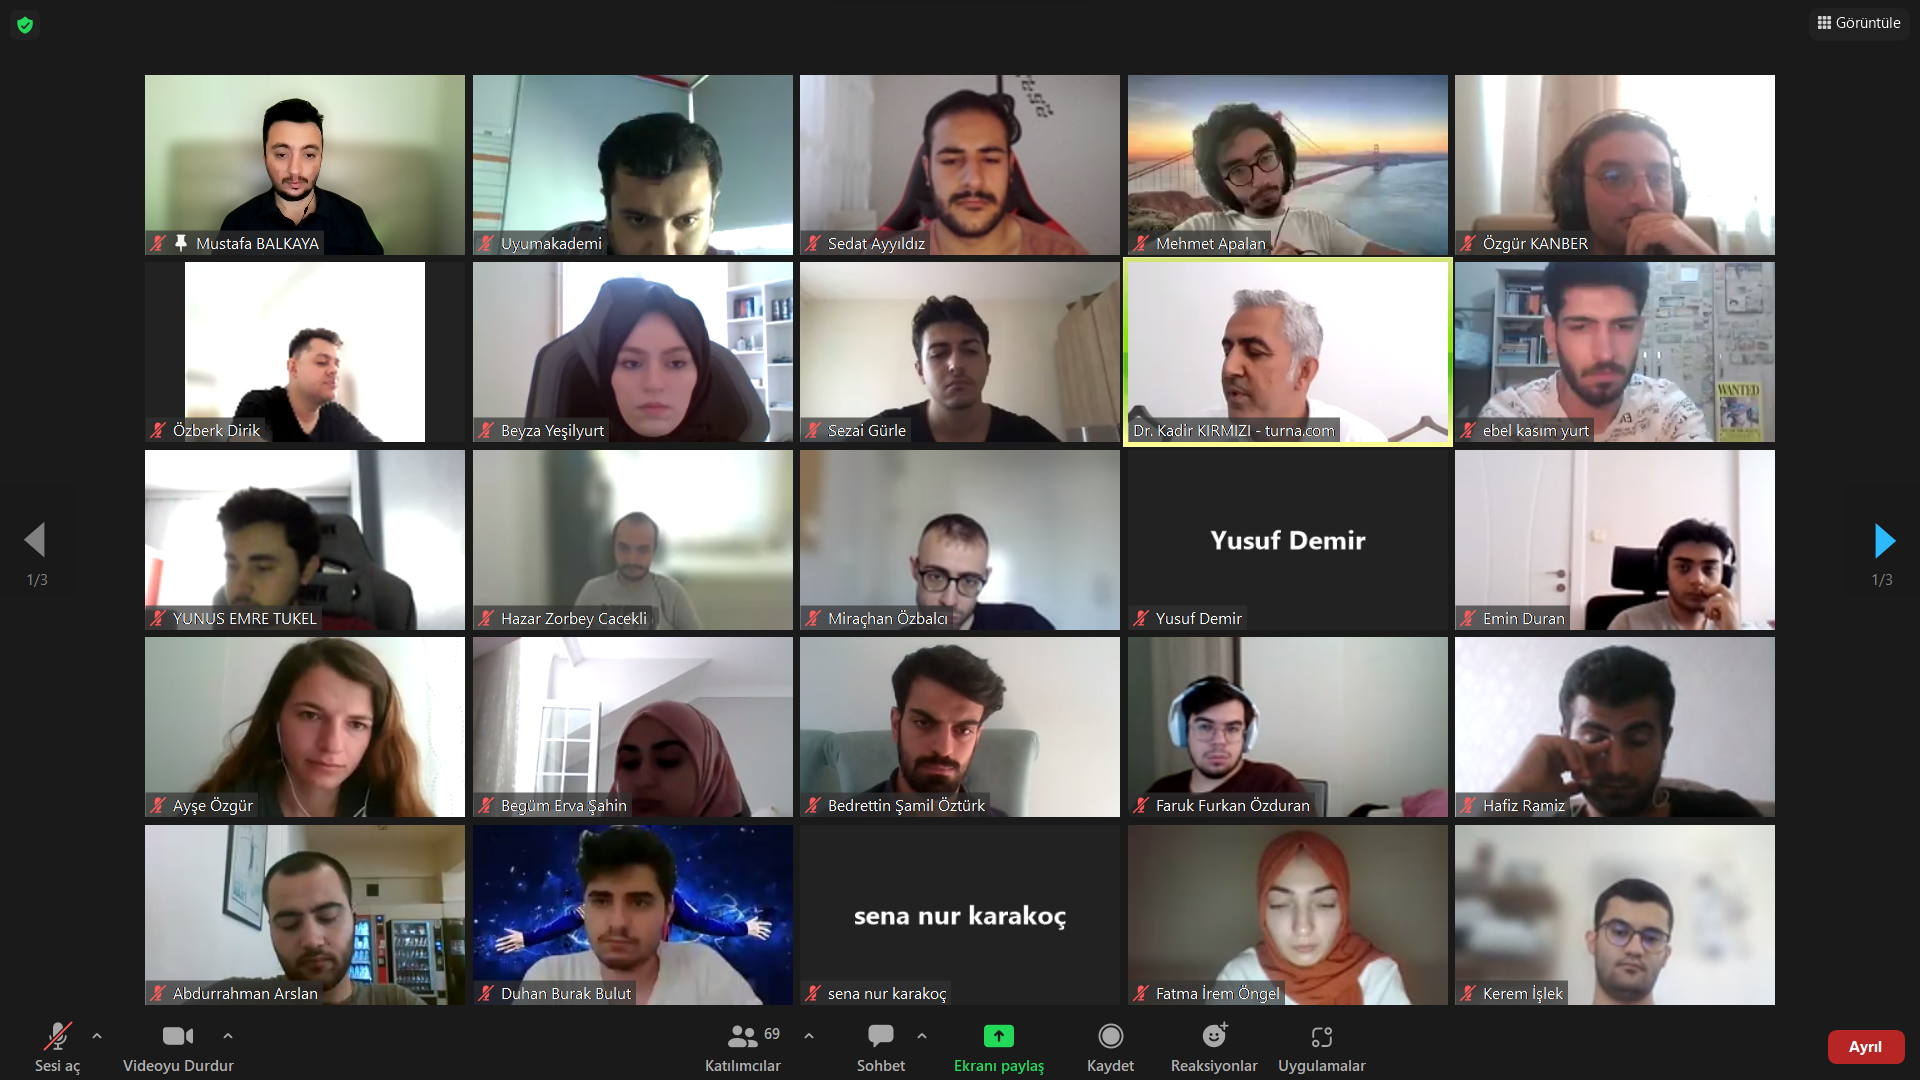 Görüntüle
Mustafa BALKAYA
Uyumakademi
Sedat Ayyıldız
Mehmet Apalan
Özgür KANBER
Özberk Dirik
Beyza Yeşilyurt
Sezai Gürle
Dr. Kadir KIRMIZI - turna.com
ebel kasım yurt
WANTED
YUNUS EMRE TUKEL
Hazar Zorbey Cacekli
Miraçhan Özbalcı
Yusuf Demir
Yusuf Demir
Emin Duran
1/3
1/3
Ayşe Özgür
Begüm Erva Şahin
Bedrettin Şamil Öztürk
Faruk Furkan Özduran
Hafiz Ramiz
Abdurrahman Arslan
Duhan Burak Bulut
sena nur karakoç
sena nur karakoç
Fatma İrem Öngel
Kerem İşlek
Sesi aç
Videoyu Durdur
69
Katılımcılar
Sohbet
Ekranı paylaş
Kaydet
Reaksiyonlar
Uygulamalar
Ayrıl